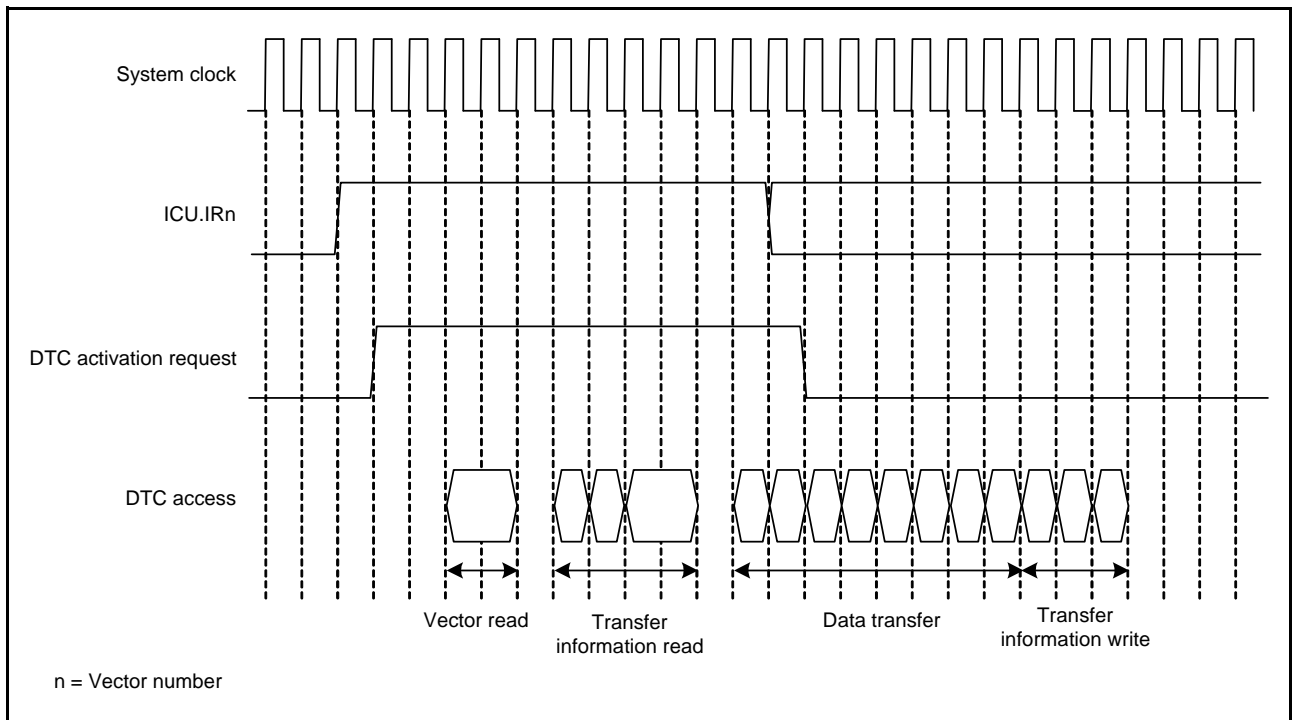 System clock
ICU.IRn
DTC activation request
DTC access
Vector read
Transfer
information read
Data transfer
Transfer
information write
n = Vector number